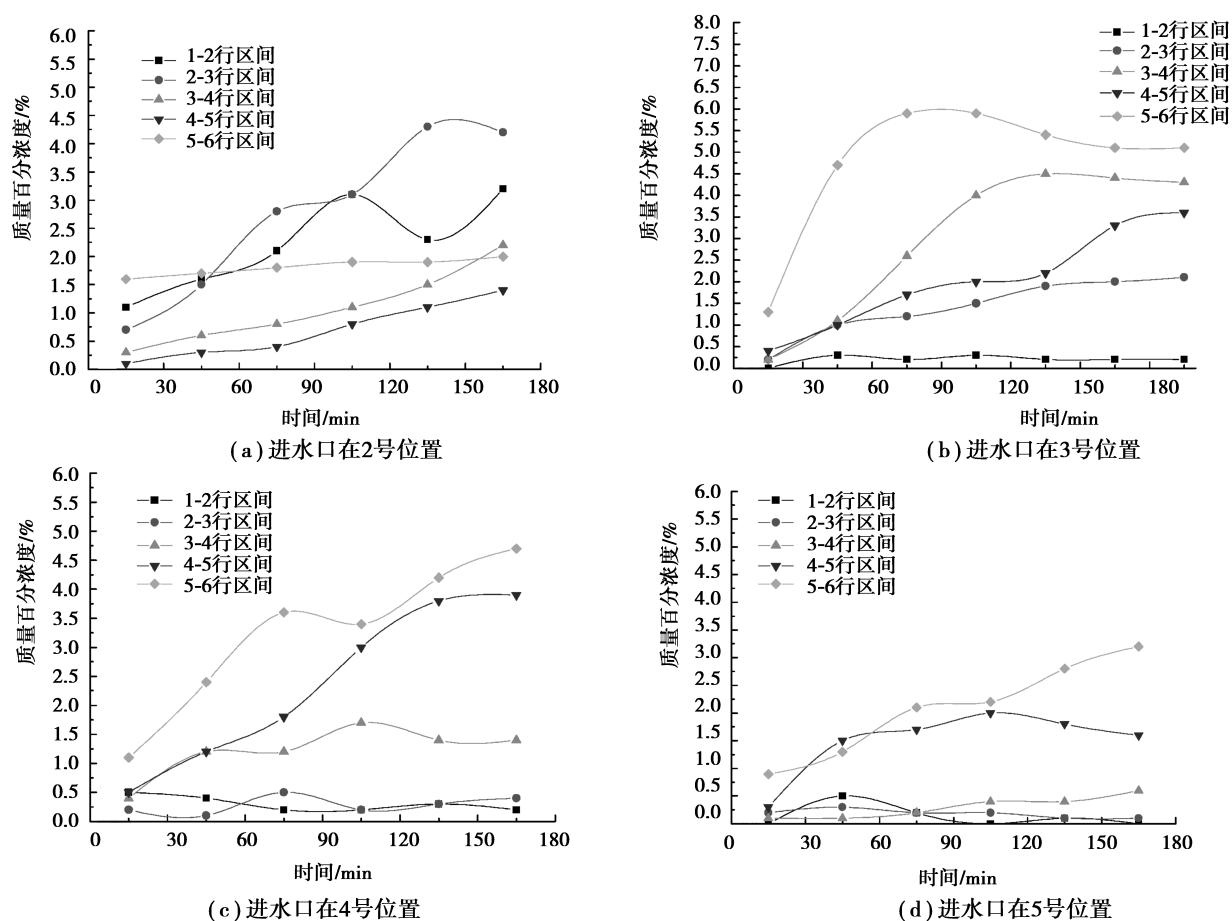 6.0
5.5
5.0
4.5
4.0
3.5
3.0
2.5
2.0
1.5
1.0
0.5
0.0
质量百分浓度/%
1-2行区间
2-3行区间
3-4行区间
4-5行区间
5-6行区间
0 30 60 90 120 150 180
时间/min
(a)进水口在2号位置
8.0
7.5
7.0
6.5
6.0
5.5
5.0
4.5
4.0
3.5
3.0
2.5
2.0
1.5
1.0
0.5
0.0
质量百分浓度/%
1-2行区间
2-3行区间
3-4行区间
4-5行区间
5-6行区间
0 30 60 90 120 150 180
时间/min
(b)进水口在3号位置
6.0
5.5
5.0
4.5
4.0
3.5
3.0
2.5
2.0
1.5
1.0
0.5
0.0
质量百分浓度/%
1-2行区间
2-3行区间
3-4行区间
4-5行区间
5-6行区间
0 30 60 90 120 150 180
时间/min
(c)进水口在4号位置
6.0
5.5
5.0
4.5
4.0
3.5
3.0
2.5
2.0
1.5
1.0
0.5
0.0
质量百分浓度/%
1-2行区间
2-3行区间
3-4行区间
4-5行区间
5-6行区间
0 30 60 90 120 150 180
时间/min
(d)进水口在5号位置